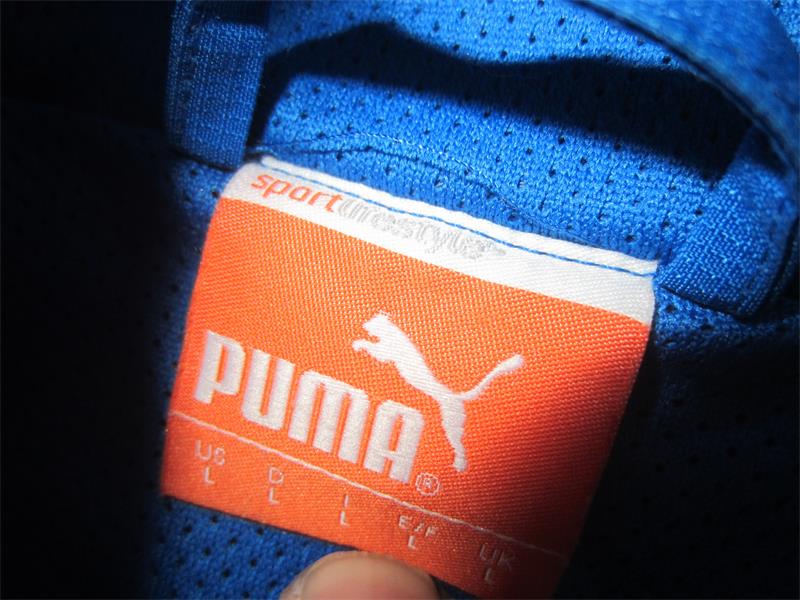 sportlifestyle
PUMA®
US D I E/F UK
L L L L L